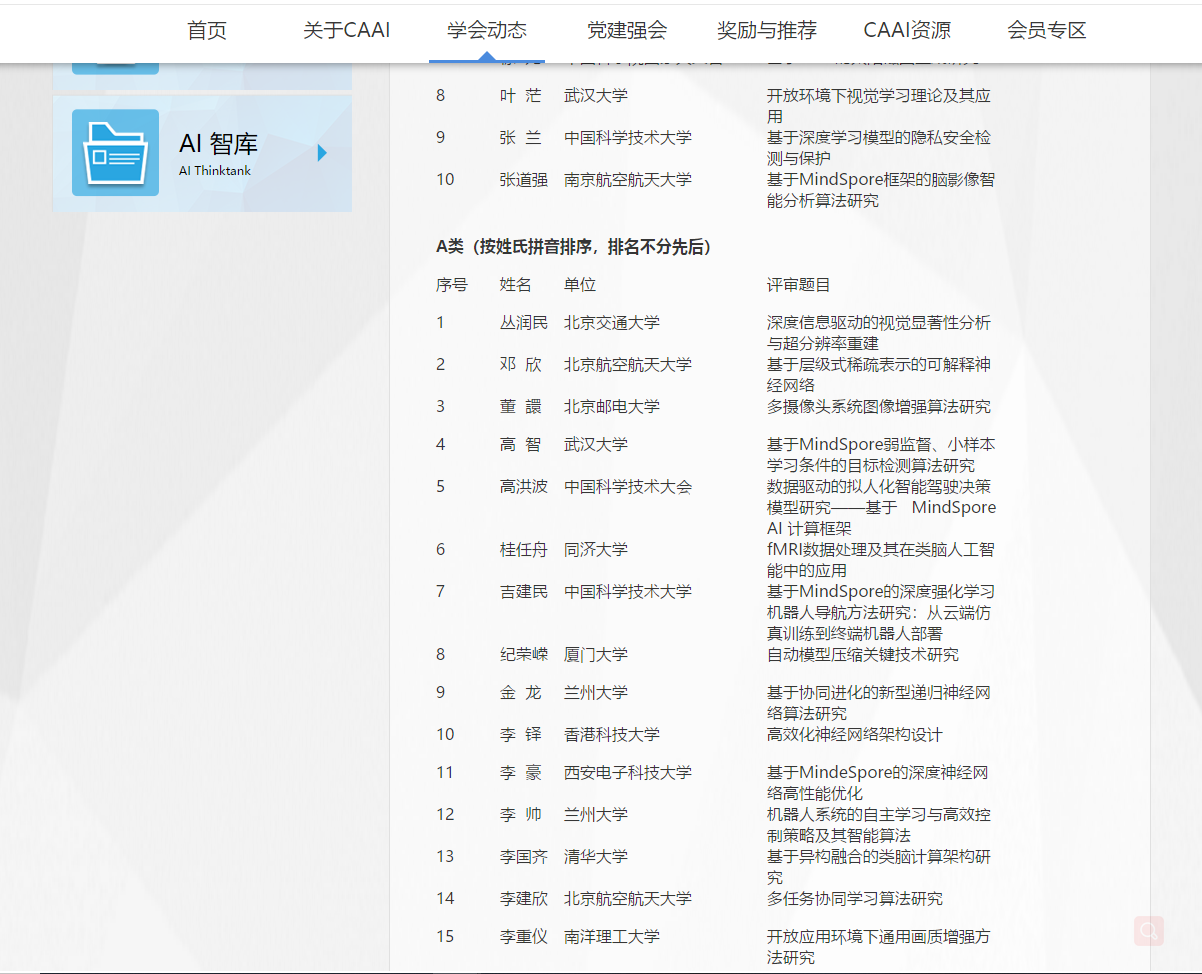 首页 关于CAAI 学会动态 党建强会 奖励与推荐 CAAI资源 会员专区
AI 智库
AI Thinktank
8 叶 茫 武汉大学 开放环境下视觉学习理论及其应
用
9 张 兰 中国科学技术大学 基于深度学习模型的隐私安全检
测与保护
10 张道强 南京航空航天大学 基于MindSpore框架的脑影像智
能分析算法研究
A类（按姓氏拼音排序，排名不分先后）
序号 姓名 单位 评审题目
1 丛润民 北京交通大学 深度信息驱动的视觉显著性分析
与超分辨率重建
2 邓 欣 北京航空航天大学 基于层级式稀疏表示的可解释神
经网络
3 董 譞 北京邮电大学 多摄像头系统图像增强算法研究
4 高 智 武汉大学 基于MindSpore弱监督、小样本
学习条件的目标检测算法研究
5 高洪波 中国科学技术大会 数据驱动的拟人化智能驾驶决策
模型研究——基于 MindSpore
AI 计算框架
6 桂任舟 同济大学 fMRI数据处理及其在类脑人工智
能中的应用
7 吉建民 中国科学技术大学 基于MindSpore的深度强化学习
机器人导航方法研究：从云端仿
真训练到终端机器人部署
8 纪荣嵘 厦门大学 自动模型压缩关键技术研究
9 金 龙 兰州大学 基于协同进化的新型递归神经网
络算法研究
10 李 铎 香港科技大学 高效化神经网络架构设计
11 李 豪 西安电子科技大学 基于MindeSpore的深度神经网
络高性能优化
12 李 帅 兰州大学 机器人系统的自主学习与高效控
制策略及其智能算法
13 李国齐 清华大学 基于异构融合的类脑计算架构研
究
14 李建欣 北京航空航天大学 多任务协同学习算法研究
15 李重仪 南洋理工大学 开放应用环境下通用画质增强方
法研究